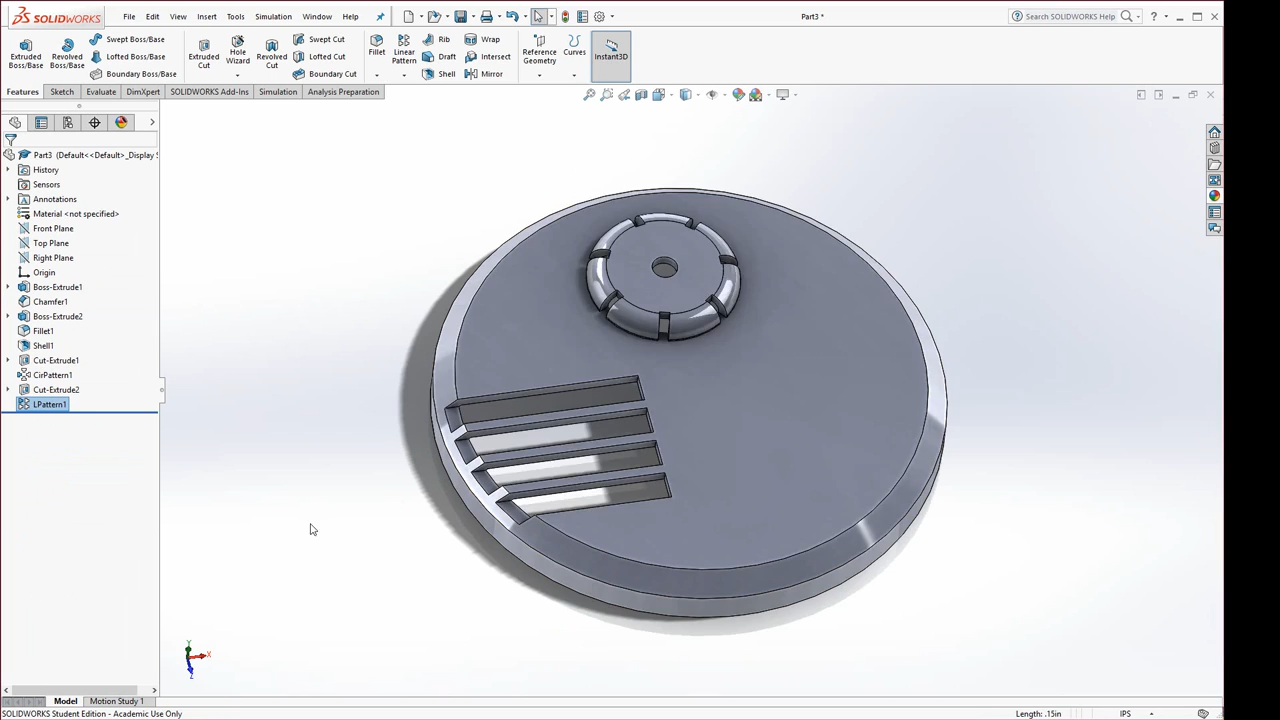 SOLIDWORKS File Edit View Insert Tools Simulation Window Help Part3 * Search SOLIDWORKS Help ?
Extruded Boss/Base
Revolved Boss/Base
Swept Boss/Base
Lofted Boss/Base
Boundary Boss/Base
Extruded Cut
Hole Wizard
Revolved Cut
Swept Cut
Lofted Cut
Boundary Cut
Fillet
Linear Pattern
Rib
Draft
Shell
Wrap
Intersect
Mirror
Reference Geometry
Curves
Instant3D
Features Sketch Evaluate DimXpert SOLIDWORKS Add-Ins Simulation Analysis Preparation
Part3 (Default<<Default>_Display S
History
Sensors
Annotations
Material <not specified>
Front Plane
Top Plane
Right Plane
Origin
Boss-Extrude1
Chamfer1
Boss-Extrude2
Fillet1
Shell1
Cut-Extrude1
CirPattern1
Cut-Extrude2
LPattern1
Y
X
Z
Model Motion Study 1
SOLIDWORKS Student Edition - Academic Use Only Length: .15in IPS